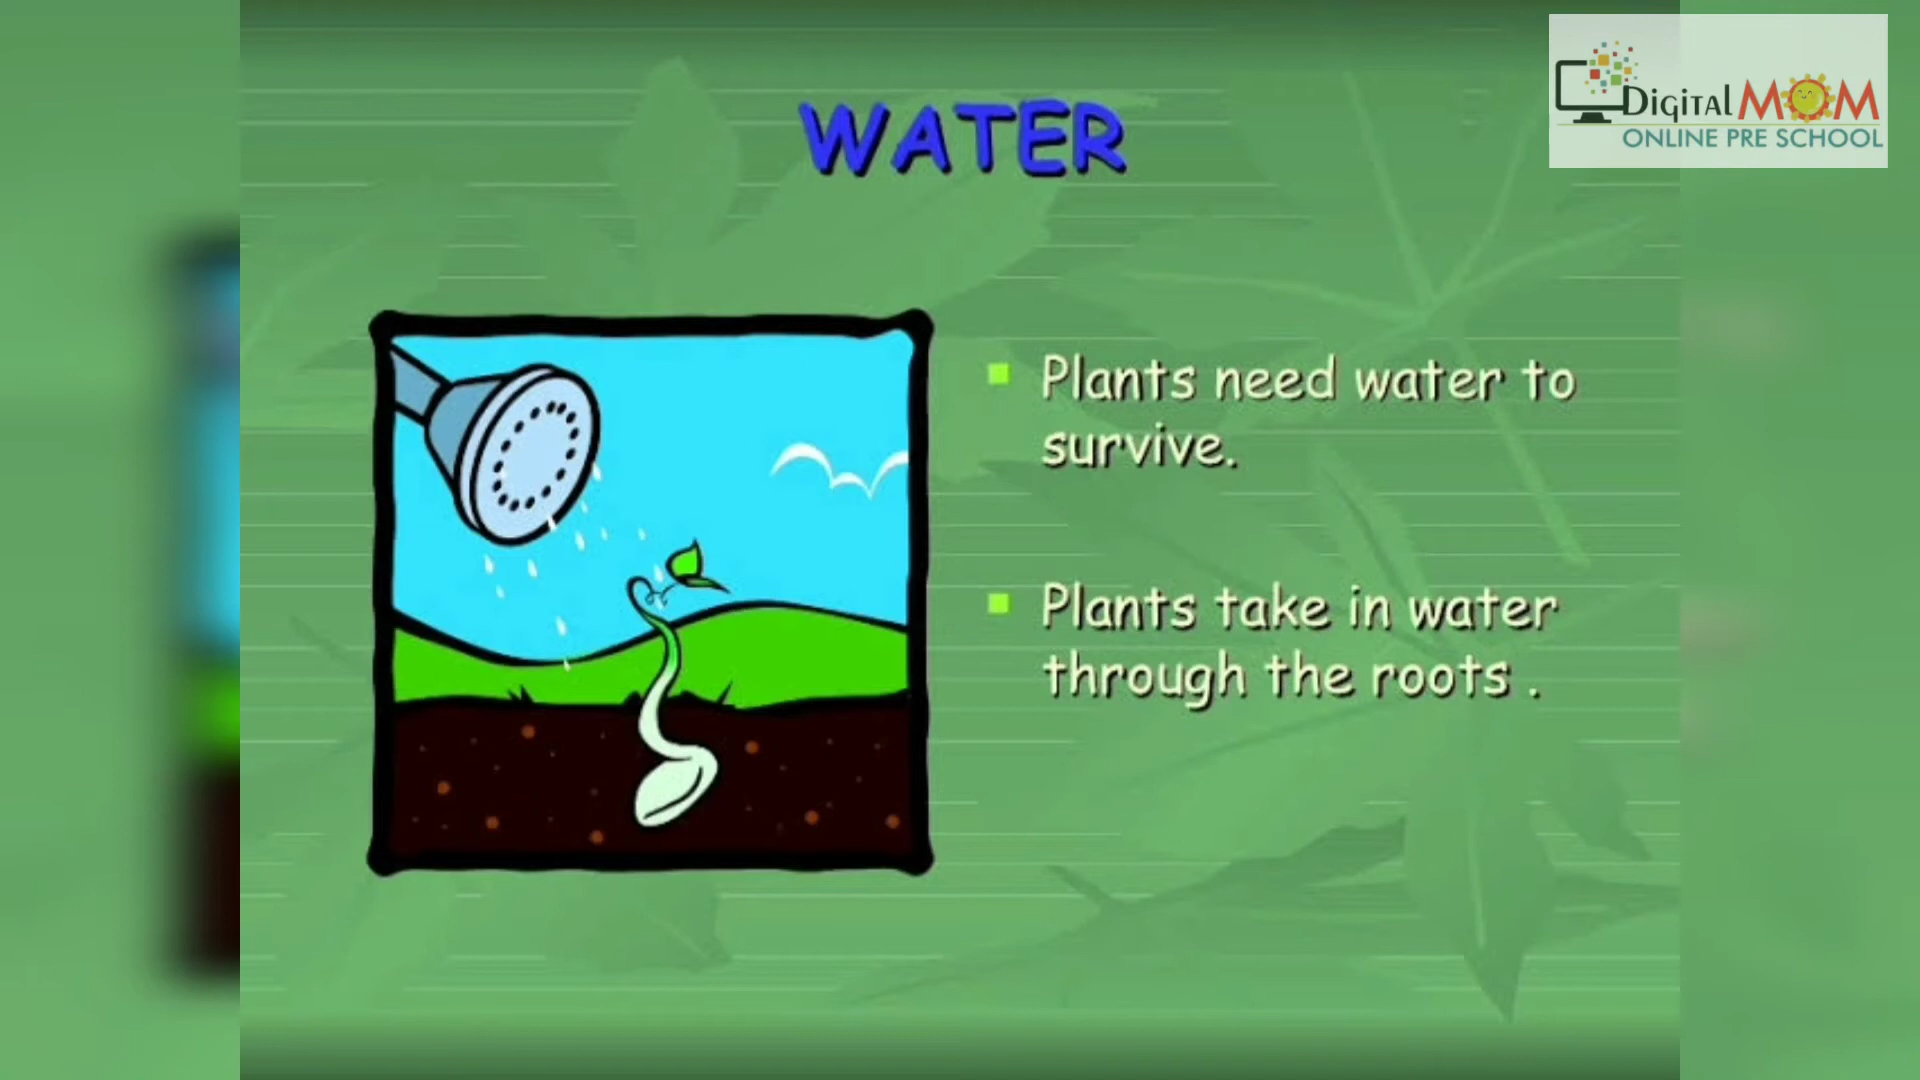 WATER
Digital MOM
ONLINE PRE SCHOOL
Plants need water to
survive.
Plants take in water
through the roots .